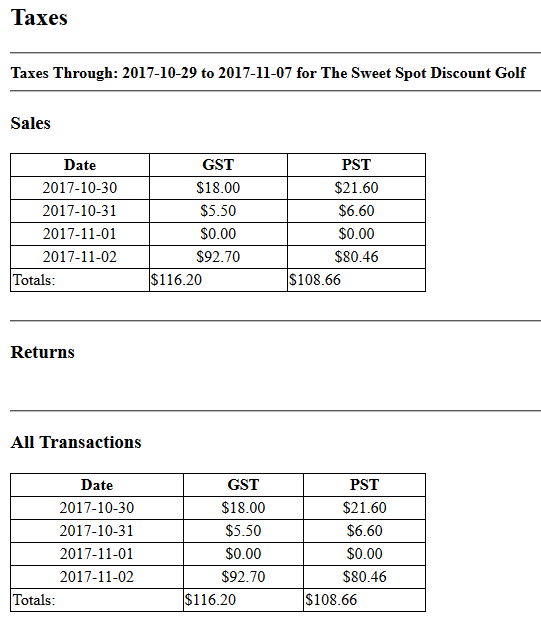 Taxes
Taxes Through: 2017-10-29 to 2017-11-07 for The Sweet Spot Discount Golf
Sales
Date GST PST
2017-10-30 $18.00 $21.60
2017-10-31 $5.50 $6.60
2017-11-01 $0.00 $0.00
2017-11-02 $92.70 $80.46
Totals: $116.20 $108.66
Returns
All Transactions
Date GST PST
2017-10-30 $18.00 $21.60
2017-10-31 $5.50 $6.60
2017-11-01 $0.00 $0.00
2017-11-02 $92.70 $80.46
Totals: $116.20 $108.66